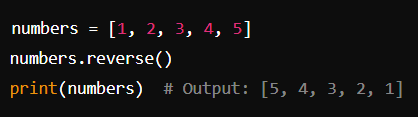 numbers = [1, 2, 3, 4, 5]
numbers.reverse()
print(numbers)  # Output: [5, 4, 3, 2, 1]